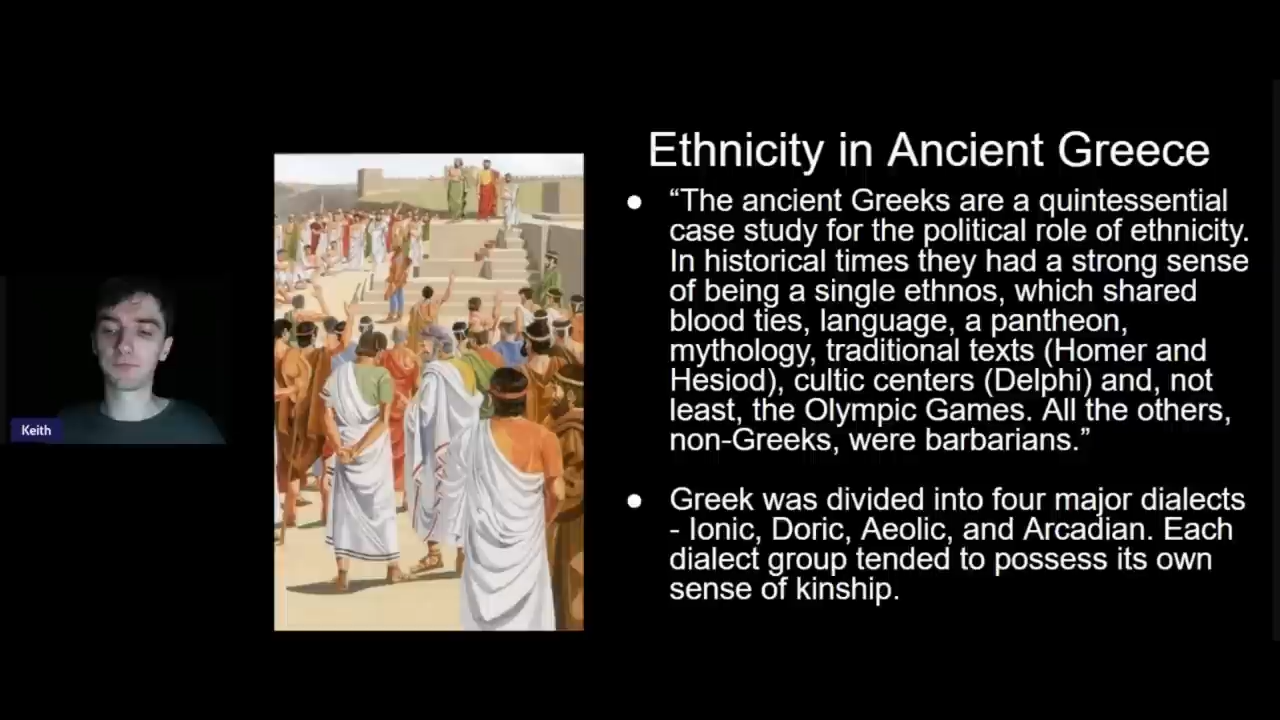 Ethnicity in Ancient Greece
● “The ancient Greeks are a quintessential
case study for the political role of ethnicity.
In historical times they had a strong sense
of being a single ethnos, which shared
blood ties, language, a pantheon,
mythology, traditional texts (Homer and
Hesiod), cultic centers (Delphi) and, not
least, the Olympic Games. All the others,
non-Greeks, were barbarians.”
● Greek was divided into four major dialects
- Ionic, Doric, Aeolic, and Arcadian. Each
dialect group tended to possess its own
sense of kinship.
Keith